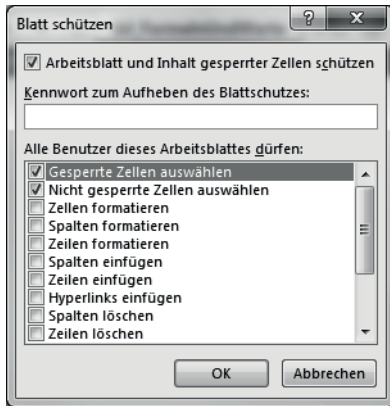 Blatt schützen
Arbeitsblatt und Inhalt gesperrter Zellen schützen
Kennwort zum Aufheben des Blattschutzes:
Alle Benutzer dieses Arbeitsblattes dürfen:
Gesperrte Zellen auswählen
Nicht gesperrte Zellen auswählen
Zellen formatieren
Spalten formatieren
Zeilen formatieren
Spalten einfügen
Zeilen einfügen
Hyperlinks einfügen
Spalten löschen
Zeilen löschen
OK Abbrechen